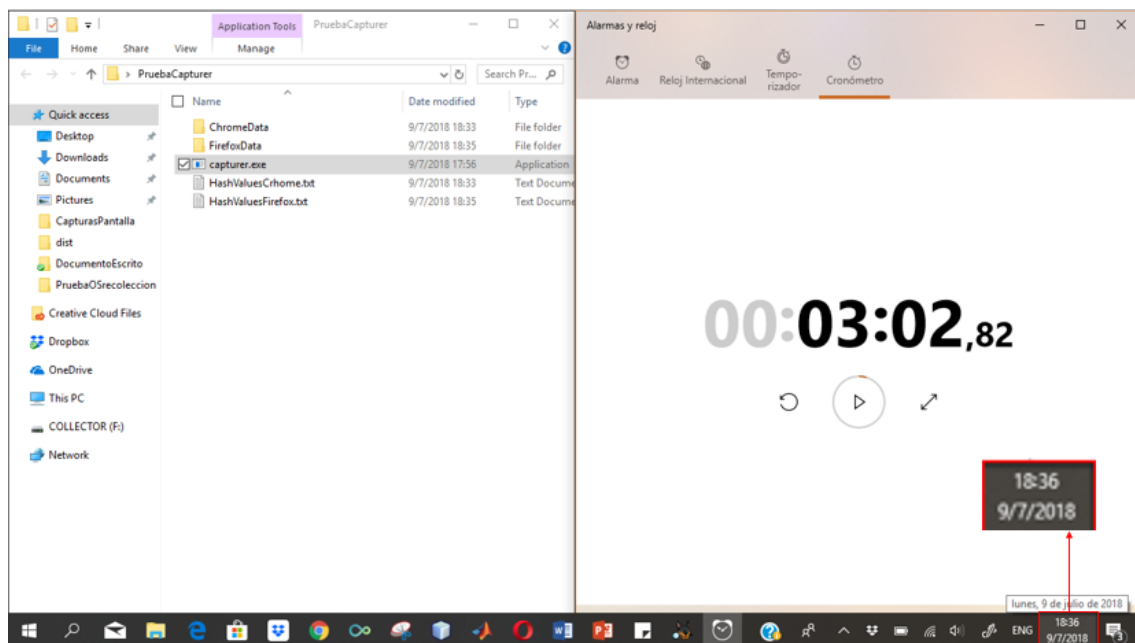 Application Tools PruebaCapturer
File Home Share View Manage
PruebaCapturer Search Pr...
Name Date modified Type
Quick access
Desktop
Downloads
Documents
Pictures
CapturasPantalla
dist
DocumentoEscrito
PruebaOSrecoleccion
Creative Cloud Files
Dropbox
OneDrive
This PC
COLLECTOR (F:)
Network
ChromeData 9/7/2018 18:33 File folder
FirefoxData 9/7/2018 18:35 File folder
capturer.exe 9/7/2018 17:56 Application
HashValuesCrhome.txt 9/7/2018 18:33 Text Docume
HashValuesFirefox.txt 9/7/2018 18:35 Text Docume
Alarmas y reloj
Alarma Reloj Internacional Tempo-
rizador Cronómetro
00:03:02,82
18:36
9/7/2018
lunes, 9 de julio de 2018
ENG 18:36
9/7/2018